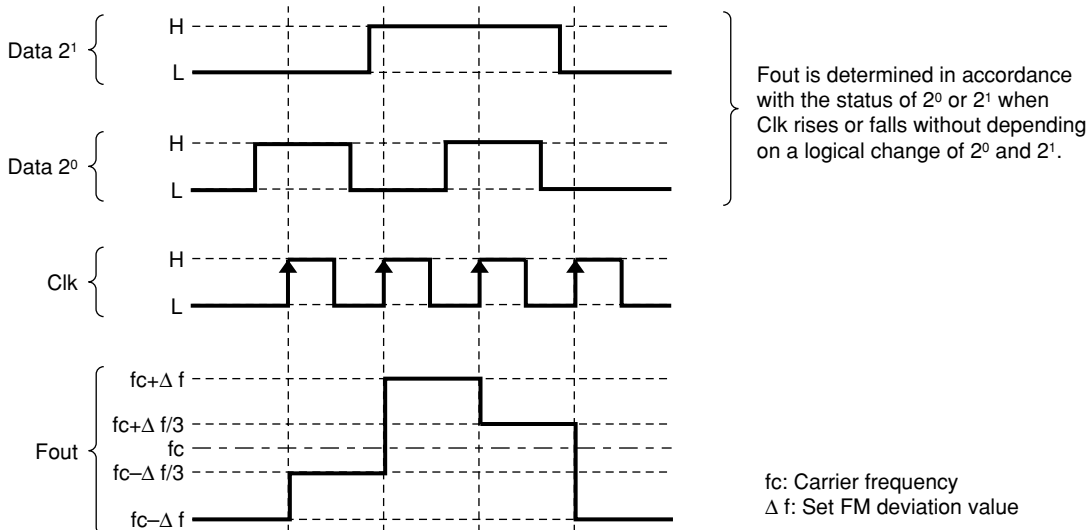 H
Data 2¹
L
Fout is determined in accordance
with the status of 2⁰ or 2¹ when
Clk rises or falls without depending
on a logical change of 2⁰ and 2¹.
H
Data 2⁰
L
H
Clk
L
fc+Δ f
fc+Δ f/3
Fout
fc
fc–Δ f/3
fc–Δ f
fc: Carrier frequency
Δ f: Set FM deviation value